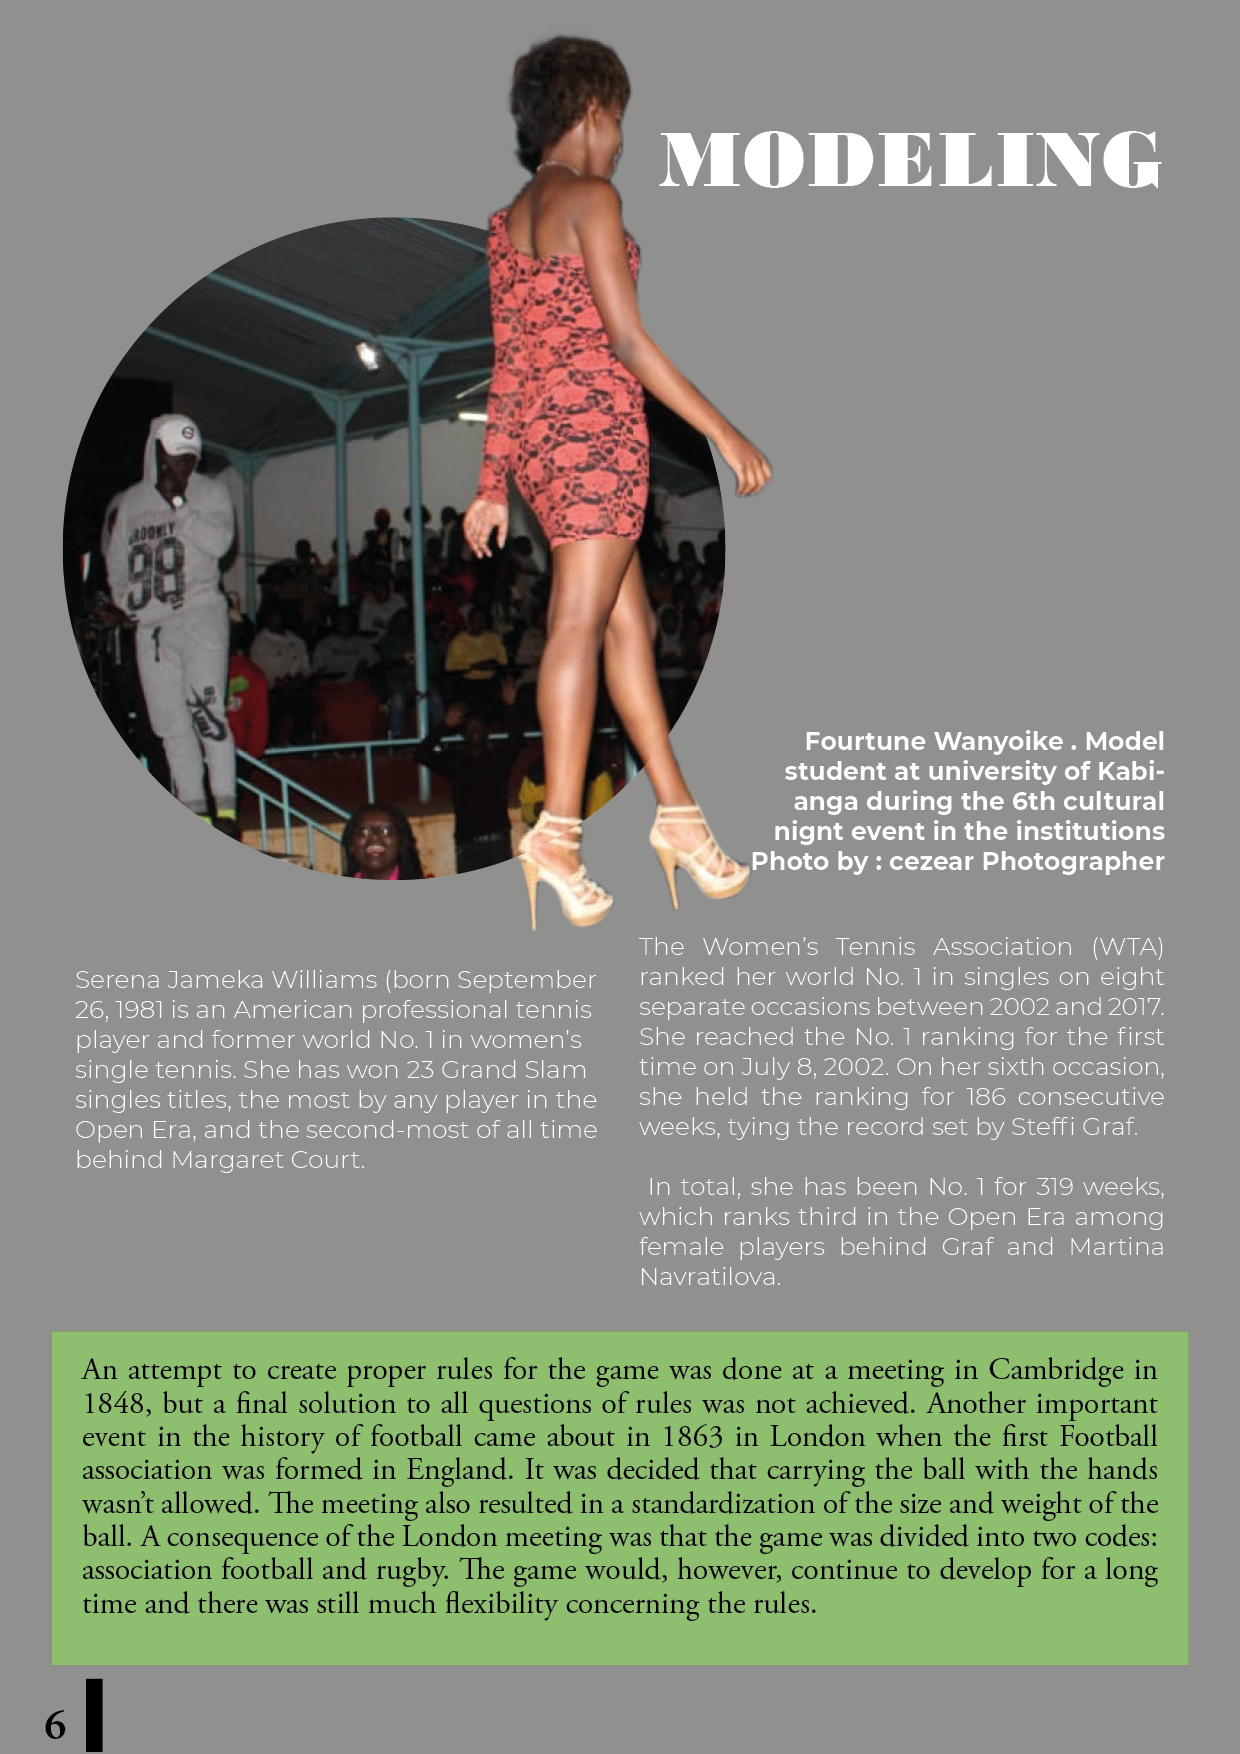 MODELING
ROOKLY
98
1
Fourtune Wanyoike . Model
student at university of Kabi-
anga during the 6th cultural
nignt event in the institutions
Photo by : cezear Photographer
Serena Jameka Williams (born September
26, 1981 is an American professional tennis
player and former world No. 1 in women’s
single tennis. She has won 23 Grand Slam
singles titles, the most by any player in the
Open Era, and the second-most of all time
behind Margaret Court.
The Women’s Tennis Association (WTA)
ranked her world No. 1 in singles on eight
separate occasions between 2002 and 2017.
She reached the No. 1 ranking for the first
time on July 8, 2002. On her sixth occasion,
she held the ranking for 186 consecutive
weeks, tying the record set by Steffi Graf.
In total, she has been No. 1 for 319 weeks,
which ranks third in the Open Era among
female players behind Graf and Martina
Navratilova.
An attempt to create proper rules for the game was done at a meeting in Cambridge in
1848, but a final solution to all questions of rules was not achieved. Another important
event in the history of football came about in 1863 in London when the first Football
association was formed in England. It was decided that carrying the ball with the hands
wasn’t allowed. The meeting also resulted in a standardization of the size and weight of the
ball. A consequence of the London meeting was that the game was divided into two codes:
association football and rugby. The game would, however, continue to develop for a long
time and there was still much flexibility concerning the rules.
6